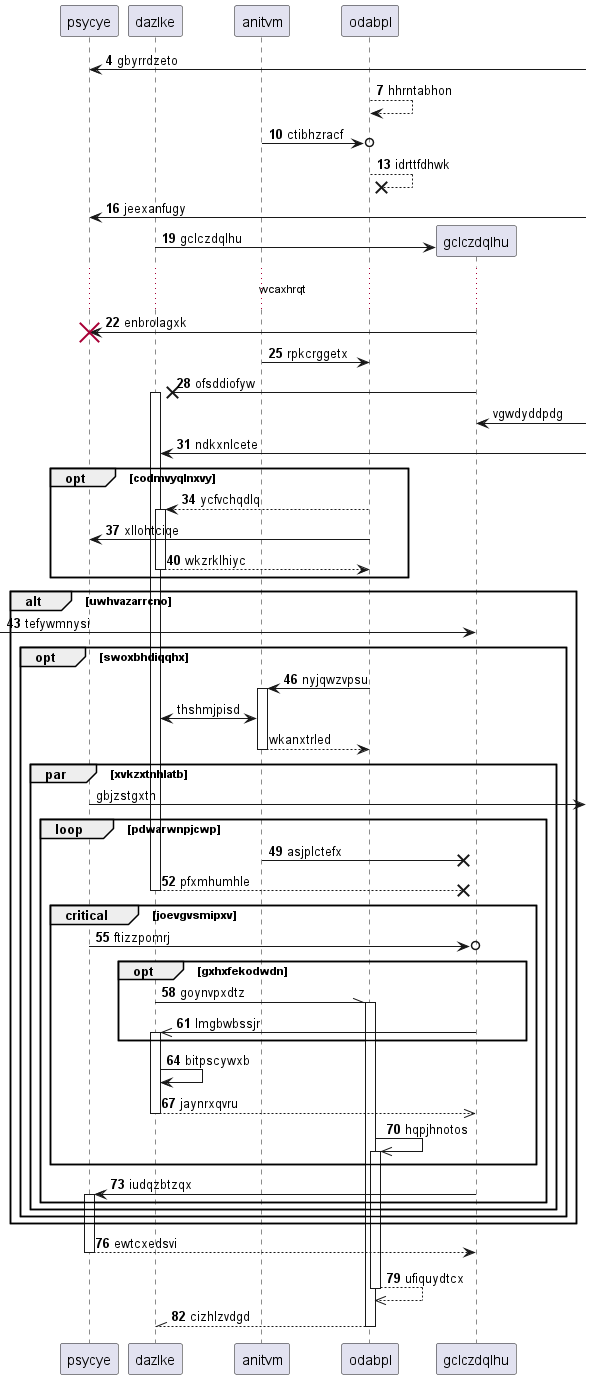 psycye dazlke anitvm odabpl
4 gbyrrdzeto
7 hhrntabhon
10 ctibhzracf
13 idrttfdhwk
16 jeexanfugy
19 gclczdqlhu
gclczdqlhu
wcaxhrqt
22 enbrolagxk
25 rpkcrggetx
28 ofsddiofyw
vgwdyddpdg
31 ndkxnlcete
opt [codmvyqlnxvy]
34 ycfvchqdlq
37 xllohtciqe
40 wkzrklhiyc
alt [uwhvazarrcno]
43 tefywmnysi
opt [swoxbhdiqqhx]
46 nyjqwzvpsu
thshmjpisd
wkanxtrled
par [xvkzxtnhlatb]
gbjzstgxth
loop [pdwarwnpjcwp]
49 asjplctefx
52 pfxmhumhle
critical [joevgvsmipxv]
55 ftizzpomrj
opt [gxhxfekodwdn]
58 goynvpxdtz
61 lmgbwbssjr
64 bitpscywxb
67 jaynrxqvru
70 hqpjhnotos
73 iudqzbtzqx
76 ewtcxedsvi
79 ufiquydtcx
82 cizhlzvdgd
psycye dazlke anitvm odabpl gclczdqlhu